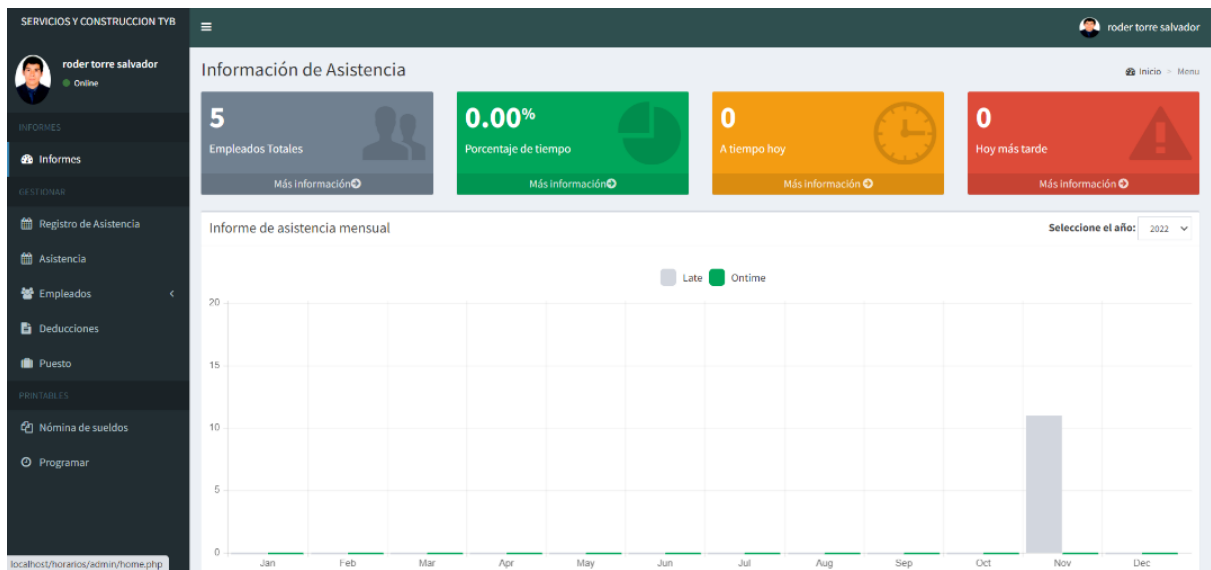 SERVICIOS Y CONSTRUCCION TYB
roder torre salvador
roder torre salvador
Online
INFORMES
Informes
GESTIONAR
Registro de Asistencia
Asistencia
Empleados
Deducciones
Puesto
PRINTABLES
Nómina de sueldos
Programar
localhost/horarios/admin/home.php
Información de Asistencia
Inicio > Menu
5
Empleados Totales
Más información
0.00%
Porcentaje de tiempo
Más información
0
A tiempo hoy
Más información
0
Hoy más tarde
Más información
Informe de asistencia mensual
Seleccione el año: 2022
Late Ontime
20
15
10
5
0
Jan Feb Mar Apr May Jun Jul Aug Sep Oct Nov Dec